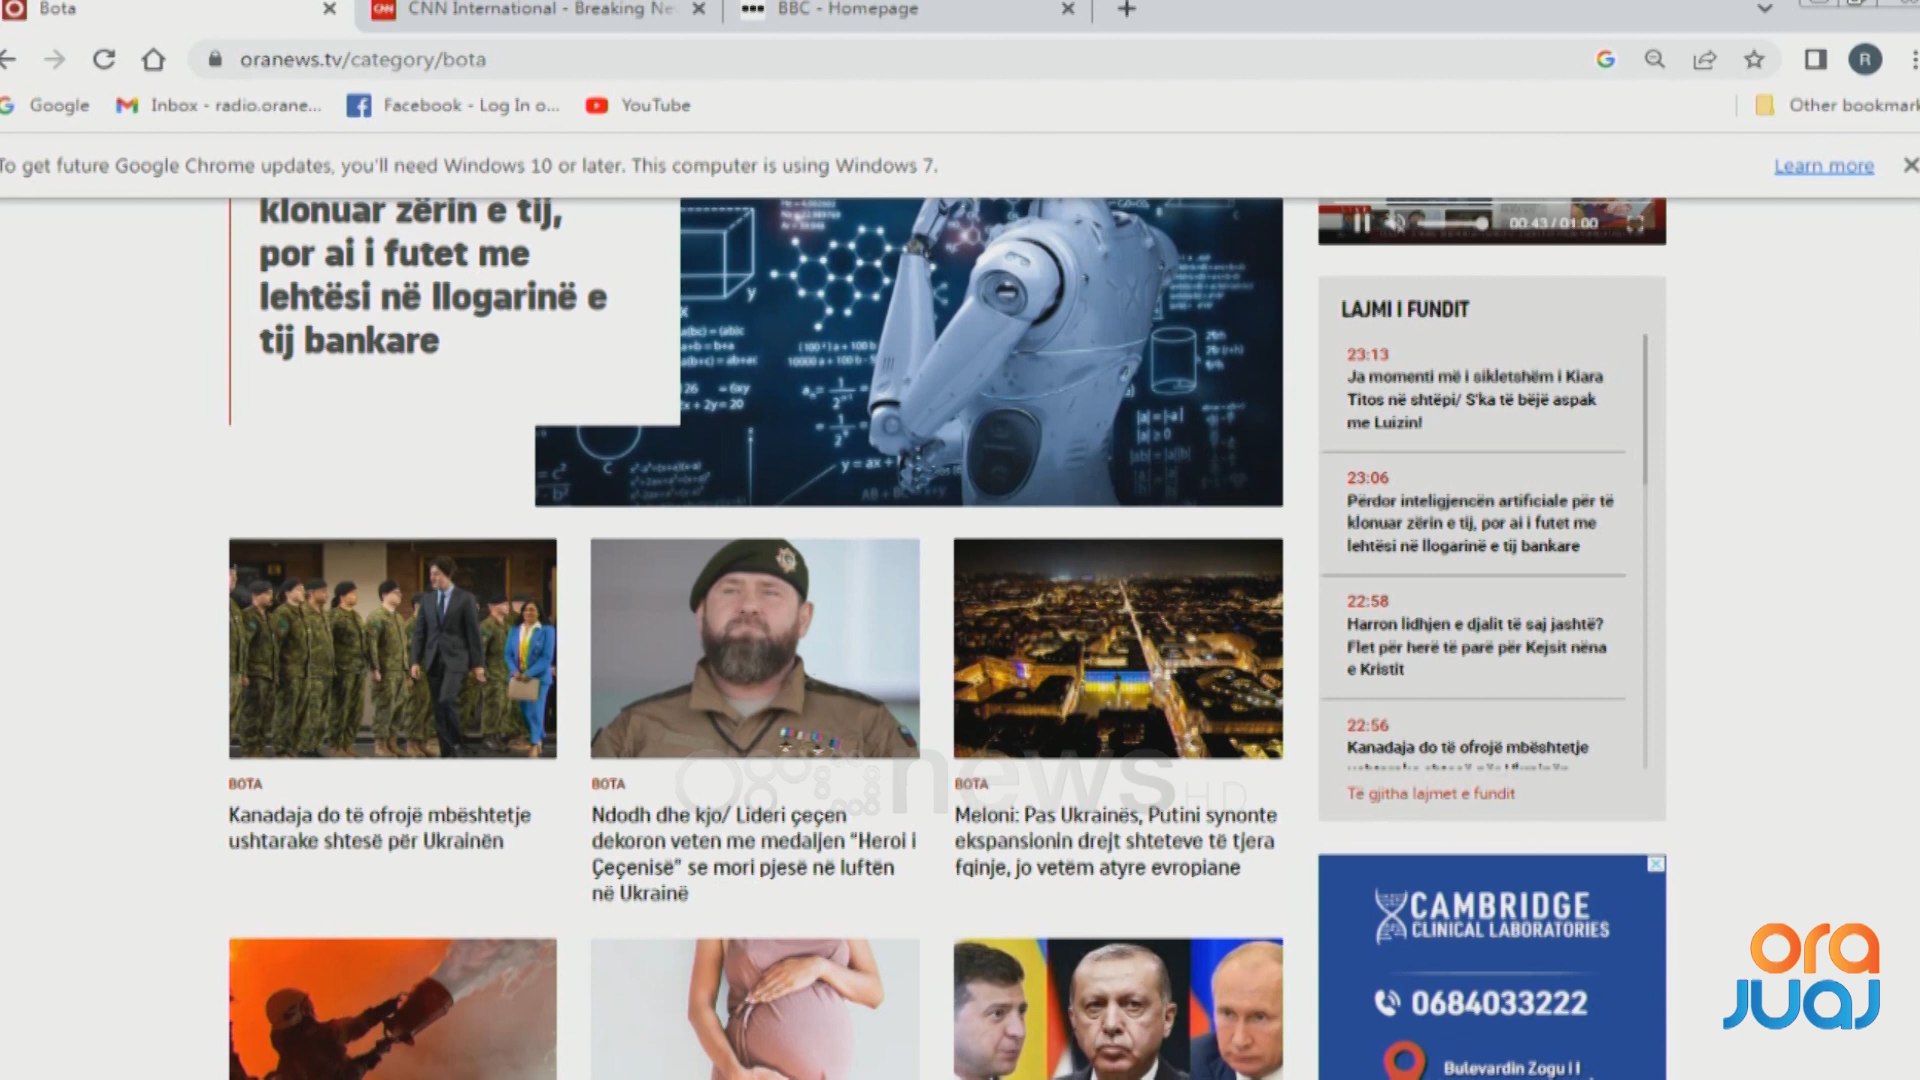 Bota
CNN International - Breaking Ne
BBC - Homepage
oranews.tv/category/bota
R
Google
Inbox - radio.orane...
Facebook - Log In o...
YouTube
Other bookmark
To get future Google Chrome updates, you'll need Windows 10 or later. This computer is using Windows 7.
Learn more
klonuar zërin e tij,
por ai i futet me
lehtësi në llogarinë e
tij bankare
00:43 / 01:00
LAJMI I FUNDIT
23:13
Ja momenti më i sikletshëm i Kiara
Titos në shtëpi/ S'ka të bëjë aspak
me Luizin!
23:06
Përdor inteligjencën artificiale për të
klonuar zërin e tij, por ai i futet me
lehtësi në llogarinë e tij bankare
22:58
Harron lidhjen e djalit të saj jashtë?
Flet për herë të parë për Kejsit nëna
e Kristit
22:56
Kanadaja do të ofrojë mbështetje
Të gjitha lajmet e fundit
BOTA
Kanadaja do të ofrojë mbështetje
ushtarake shtesë për Ukrainën
BOTA
Ndodh dhe kjo/ Lideri çeçen
dekoron veten me medaljen "Heroi i
Çeçenisë" se mori pjesë në luftën
në Ukrainë
BOTA
Meloni: Pas Ukrainës, Putini synonte
ekspansionin drejt shteteve të tjera
fqinje, jo vetëm atyre evropiane
news HD
CAMBRIDGE
CLINICAL LABORATORIES
0684033222
Bulevardin Zogu I I
ora
JUAJ